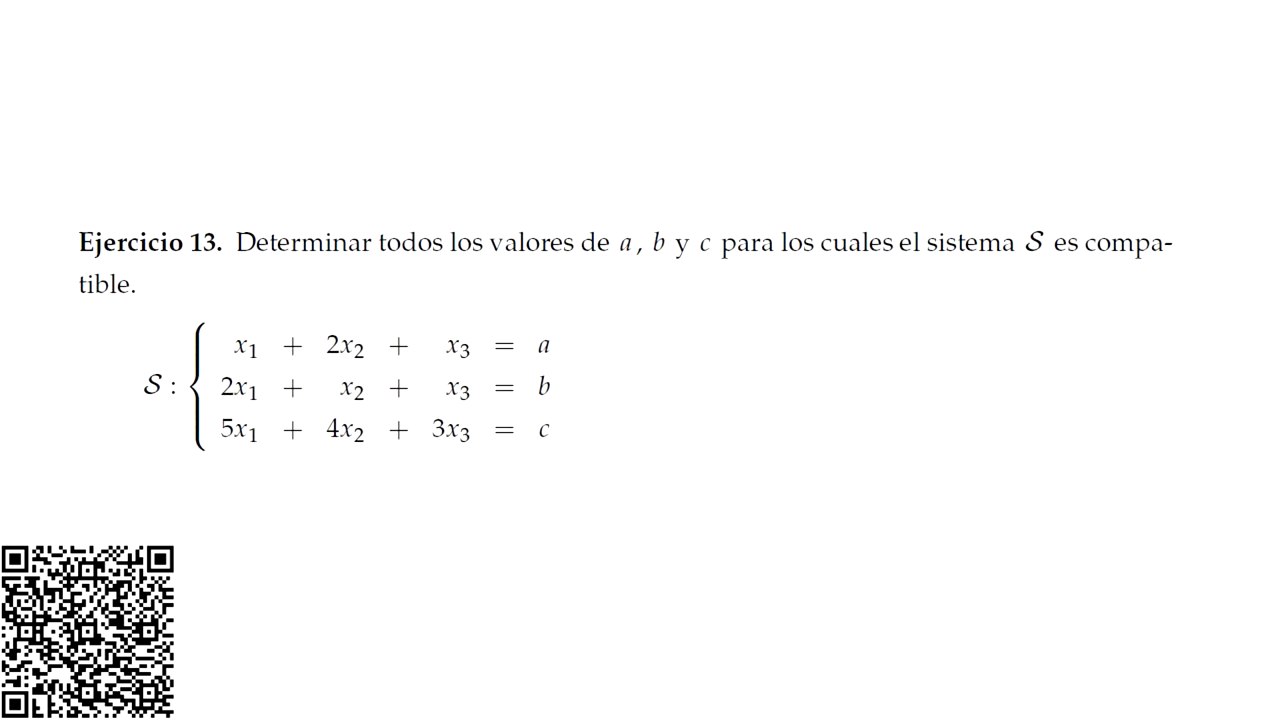 Ejercicio 13. Determinar todos los valores de a, b y c para los cuales el sistema S es compa-
tible.
x₁ + 2x₂ + x₃ = a
S : { 2x₁ + x₂ + x₃ = b
5x₁ + 4x₂ + 3x₃ = c